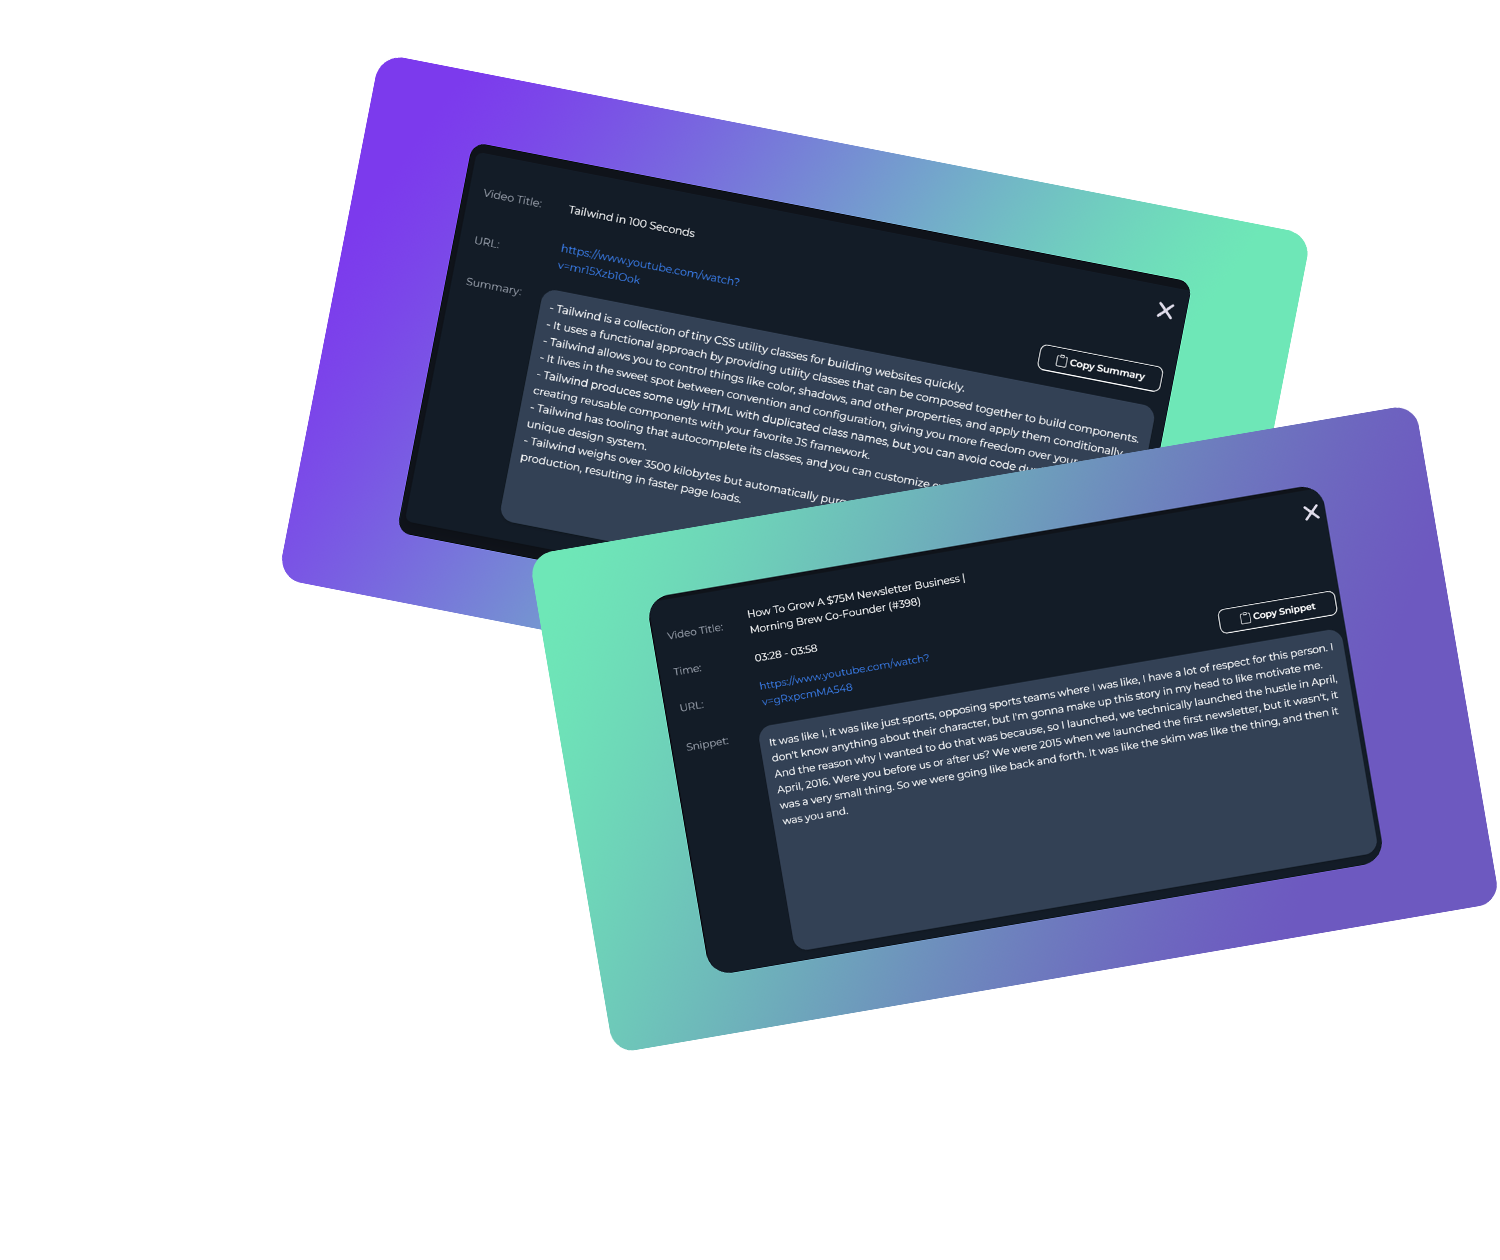 Video Title:
Tailwind in 100 Seconds
URL:
https://www.youtube.com/watch?
v=mr15Xzb1Ook
Copy Summary
Summary:
- Tailwind is a collection of tiny CSS utility classes for building websites quickly.
- It uses a functional approach by providing utility classes that can be composed together to build components.
- Tailwind allows you to control things like color, shadows, and other properties, and apply them conditionally
- It lives in the sweet spot between convention and configuration, giving you more freedom over your
- Tailwind produces some ugly HTML with duplicated class names, but you can avoid code
creating reusable components with your favorite JS framework.
- Tailwind has tooling that autocomplete its classes, and you can customize
unique design system.
- Tailwind weighs over 3500 kilobytes but automatically
production, resulting in faster page loads.
Video Title:
How To Grow A $75M Newsletter Business |
Morning Brew Co-Founder (#398)
Time:
03:28 - 03:58
URL:
https://www.youtube.com/watch?
v=gRxpcmMA548
Copy Snippet
Snippet:
It was like I, it was like just sports, opposing sports teams where I was like, I have a lot of respect for this person. I
don't know anything about their character, but I'm gonna make up this story in my head to like motivate me.
And the reason why I wanted to do that was because, so I launched, we technically launched the hustle in April,
April, 2016. Were you before us or after us? We were 2015 when we launched the first newsletter, but it wasn't, it
was a very small thing. So we were going like back and forth. It was like the skim was like the thing, and then it
was you and.